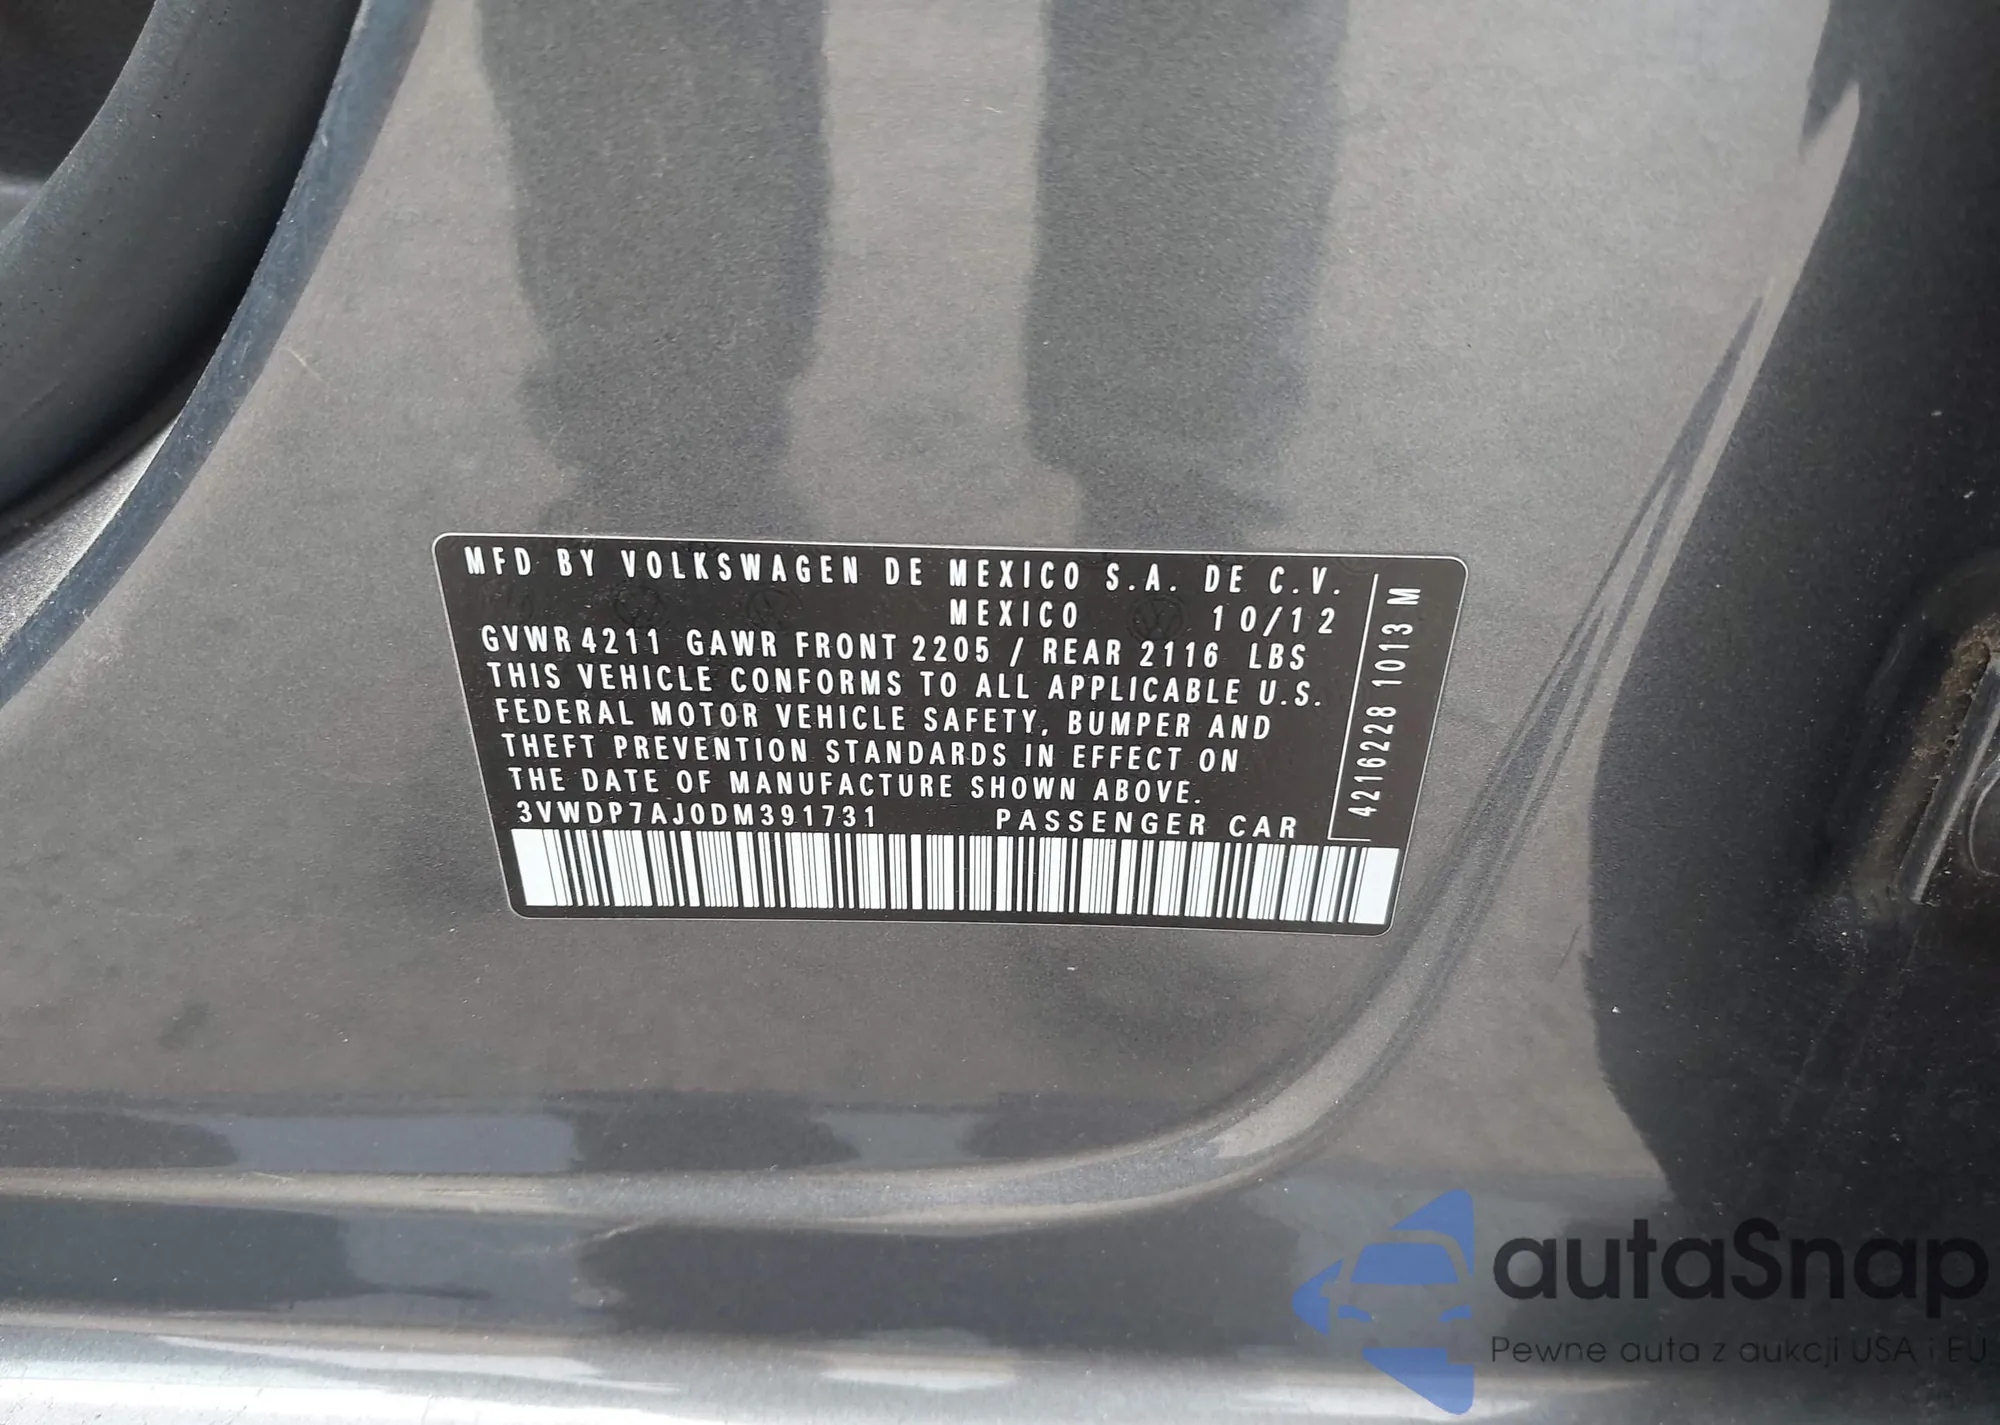 MFD BY VOLKSWAGEN DE MEXICO S.A. DE C.V.
MEXICO 10/12
GVWR 4211 GAWR FRONT 2205 / REAR 2116 LBS
THIS VEHICLE CONFORMS TO ALL APPLICABLE U.S.
FEDERAL MOTOR VEHICLE SAFETY, BUMPER AND
THEFT PREVENTION STANDARDS IN EFFECT ON
THE DATE OF MANUFACTURE SHOWN ABOVE.
3VWDP7AJ0DM391731 PASSENGER CAR
4216228 1013 M
autaSnap
Pewne auta z aukcji USA i EU